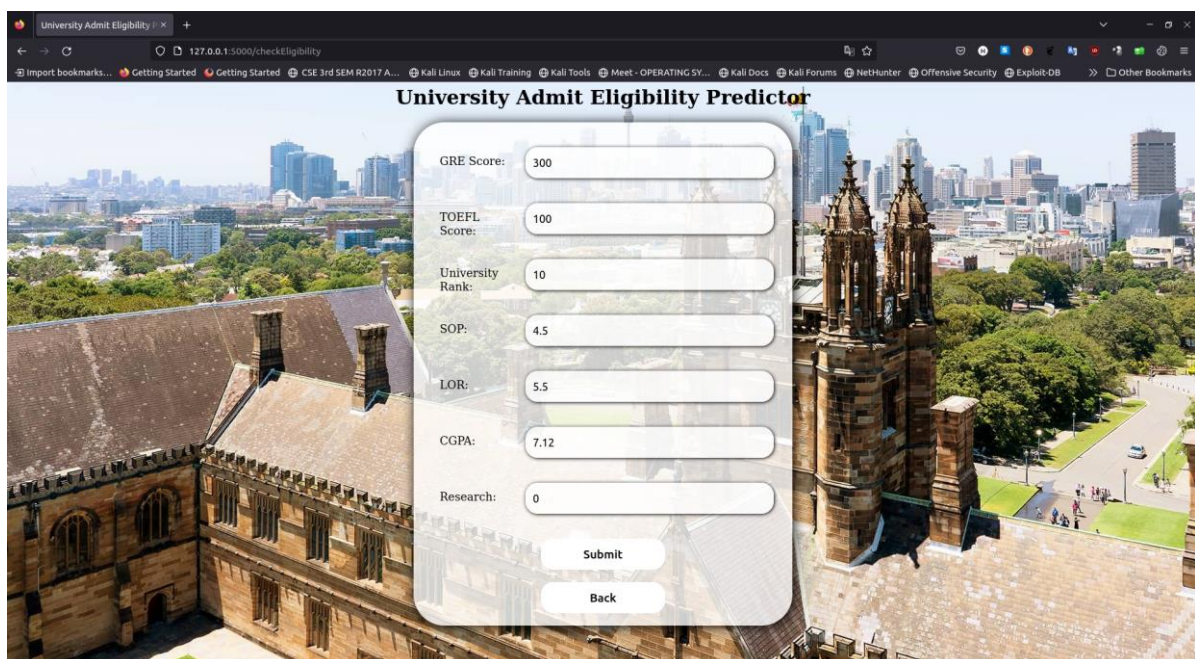 University Admit Eligibility P
127.0.0.1:5000/checkEligibility
Import bookmarks... Getting Started Getting Started CSE 3rd SEM R2017 A... Kali Linux Kali Training Kali Tools Meet - OPERATING SY... Kali Docs Kali Forums NetHunter Offensive Security Exploit-DB Other Bookmarks
University Admit Eligibility Predictor
GRE Score: 300
TOEFL
Score: 100
University
Rank: 10
SOP: 4.5
LOR: 5.5
CGPA: 7.12
Research: 0
Submit
Back